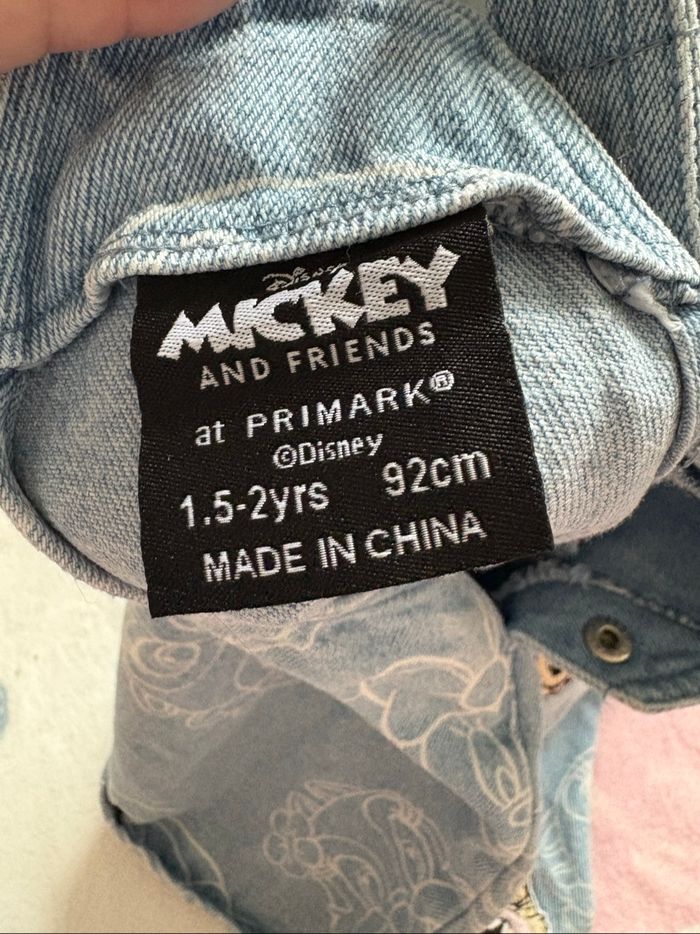 Disney
MICKEY
AND FRIENDS
at PRIMARK®
©Disney
1.5-2yrs 92cm
MADE IN CHINA